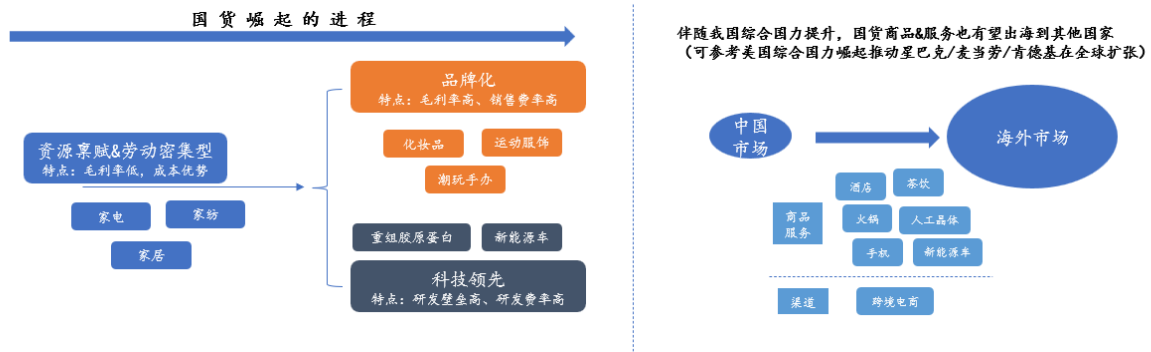 国货崛起的进程
品牌化
特点：毛利率高、销售费率高
化妆品
运动服饰
潮玩手办
资源禀赋&劳动密集型
特点：毛利率低，成本优势
家电
家纺
家居
重组胶原蛋白
新能源车
科技领先
特点：研发壁垒高、研发费率高
伴随我国综合国力提升，国货商品&服务也有望出海到其他国家
（可参考美国综合国力崛起推动星巴克/麦当劳/肯德基在全球扩张）
中国
市场
海外市场
商品
服务
酒店
茶饮
火锅
人工晶体
手机
新能源车
渠道
跨境电商